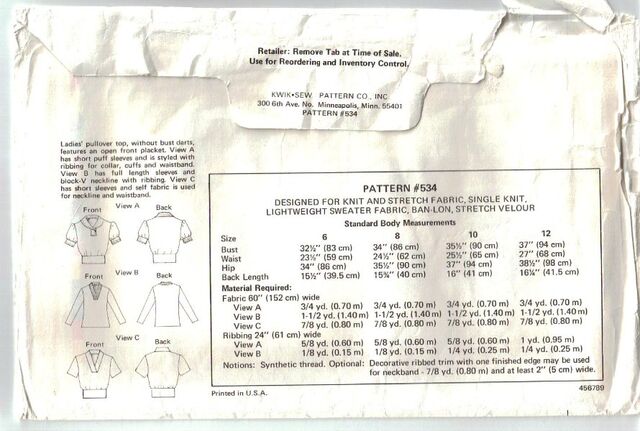 Retailer: Remove Tab at Time of Sale.
Use for Reordering and Inventory Control.
KWIK•SEW PATTERN CO., INC
300 6th Ave. No. Minneapolis, Minn. 55401
PATTERN #534
Ladies' pullover top, without bust darts,
features an open front placket. View A
has short puff sleeves and is styled with
ribbing for collar, cuffs and waistband.
View B has full length sleeves and
block-V neckline with ribbing. View C
has short sleeves and self fabric is used
for neckline and waistband.
Front View A Back
Front View B Back
Front View C Back
PATTERN #534
DESIGNED FOR KNIT AND STRETCH FABRIC, SINGLE KNIT,
LIGHTWEIGHT SWEATER FABRIC, BAN-LON, STRETCH VELOUR
Standard Body Measurements
Size 6 8 10 12
Bust 32½" (83 cm) 34" (86 cm) 35½" (90 cm) 37" (94 cm)
Waist 23½" (59 cm) 24½" (62 cm) 25½" (65 cm) 27" (68 cm)
Hip 34" (86 cm) 35½" (90 cm) 37" (94 cm) 38½" (98 cm)
Back Length 15½" (39.5 cm) 15¾" (40 cm) 16" (41 cm) 16¼" (41.5 cm)
Material Required:
Fabric 60" (152 cm) wide
View A 3/4 yd. (0.70 m) 3/4 yd. (0.70 m) 3/4 yd. (0.70 m) 3/4 yd. (0.70 m)
View B 1-1/2 yd. (1.40 m) 1-1/2 yd. (1.40 m) 1-1/2 yd. (1.40 m) 1-1/2 yd. (1.40 m)
View C 7/8 yd. (0.80 m) 7/8 yd. (0.80 m) 7/8 yd. (0.80 m) 7/8 yd. (0.80 m)
Ribbing 24" (61 cm) wide
View A 5/8 yd. (0.60 m) 5/8 yd. (0.60 m) 5/8 yd. (0.60 m) 1 yd. (0.95 m)
View B 1/8 yd. (0.15 m) 1/8 yd. (0.15 m) 1/4 yd. (0.25 m) 1/4 yd. (0.25 m)
Notions: Synthetic thread. Optional: Decorative ribbed trim with one finished edge may be used
for neckband - 7/8 yd. (0.80 m) and at least 2" (5 cm) wide.
Printed in U.S.A.
456789